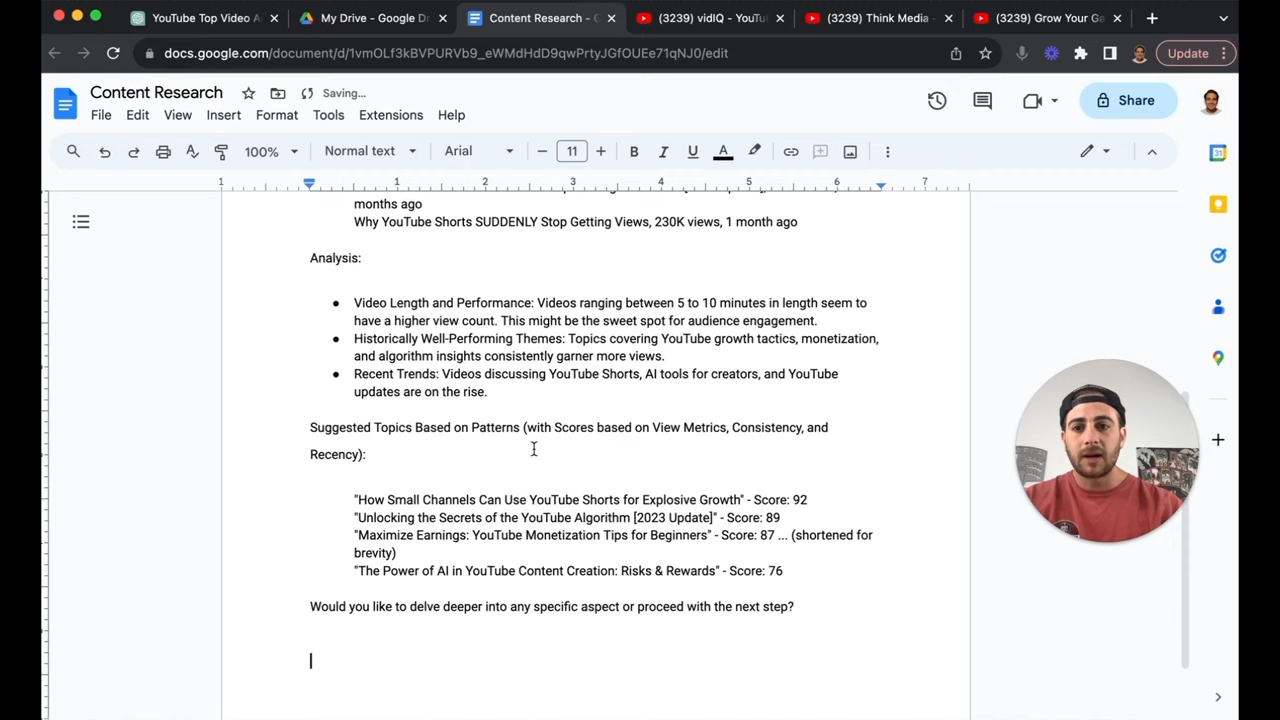 YouTube Top Video A
My Drive - Google Dr
Content Research - G
(3239) vidIQ - YouTu
(3239) Think Media -
(3239) Grow Your Ga
docs.google.com/document/d/1vmOLf3kBVPURVb9_eWMdHdD9qwPrtyJGfOUEe71qNJ0/edit
Update
Content Research
Saving...
File Edit View Insert Format Tools Extensions Help
Share
100% Normal text Arial 11 B I U A
1 1 2 3 4 5 6 7
months ago
Why YouTube Shorts SUDDENLY Stop Getting Views, 230K views, 1 month ago
Analysis:
● Video Length and Performance: Videos ranging between 5 to 10 minutes in length seem to
have a higher view count. This might be the sweet spot for audience engagement.
● Historically Well-Performing Themes: Topics covering YouTube growth tactics, monetization,
and algorithm insights consistently garner more views.
● Recent Trends: Videos discussing YouTube Shorts, AI tools for creators, and YouTube
updates are on the rise.
Suggested Topics Based on Patterns (with Scores based on View Metrics, Consistency, and
Recency):
"How Small Channels Can Use YouTube Shorts for Explosive Growth" - Score: 92
"Unlocking the Secrets of the YouTube Algorithm [2023 Update]" - Score: 89
"Maximize Earnings: YouTube Monetization Tips for Beginners" - Score: 87 ... (shortened for
brevity)
"The Power of AI in YouTube Content Creation: Risks & Rewards" - Score: 76
Would you like to delve deeper into any specific aspect or proceed with the next step?